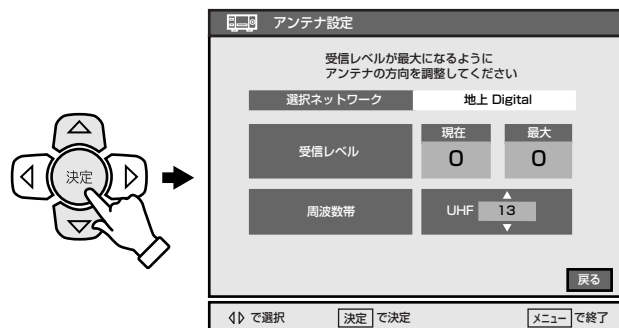 アンテナ設定
受信レベルが最大になるように
アンテナの方向を調整してください
選択ネットワーク 地上 Digital
現在 最大
受信レベル 0 0
周波数帯 UHF 13
決定
戻る
で選択 決定 で決定 メニュー で終了